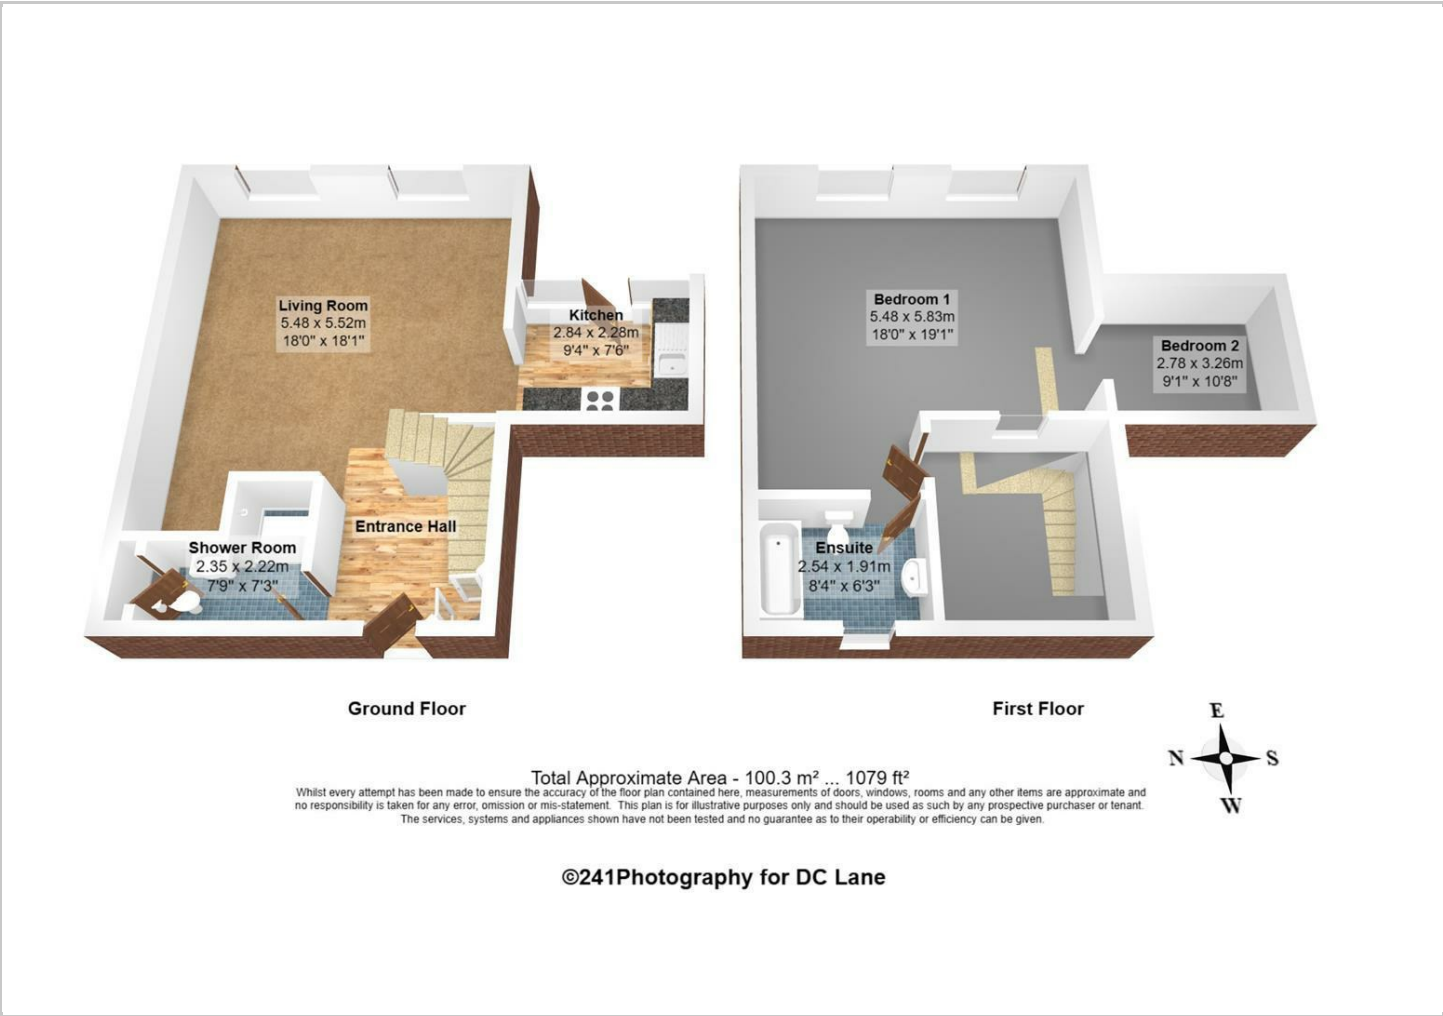 Living Room
5.48 x 5.52m
18'0" x 18'1"
Kitchen
2.84 x 2.28m
9'4" x 7'6"
Entrance Hall
Shower Room
2.35 x 2.22m
7'9" x 7'3"
Bedroom 1
5.48 x 5.83m
18'0" x 19'1"
Bedroom 2
2.78 x 3.26m
9'1" x 10'8"
Ensuite
2.54 x 1.91m
8'4" x 6'3"
Ground Floor
First Floor
E
N S
W
Total Approximate Area - 100.3 m² ... 1079 ft²
Whilst every attempt has been made to ensure the accuracy of the floor plan contained here, measurements of doors, windows, rooms and any other items are approximate and
no responsibility is taken for any error, omission or mis-statement. This plan is for illustrative purposes only and should be used as such by any prospective purchaser or tenant.
The services, systems and appliances shown have not been tested and no guarantee as to their operability or efficiency can be given.
©241Photography for DC Lane